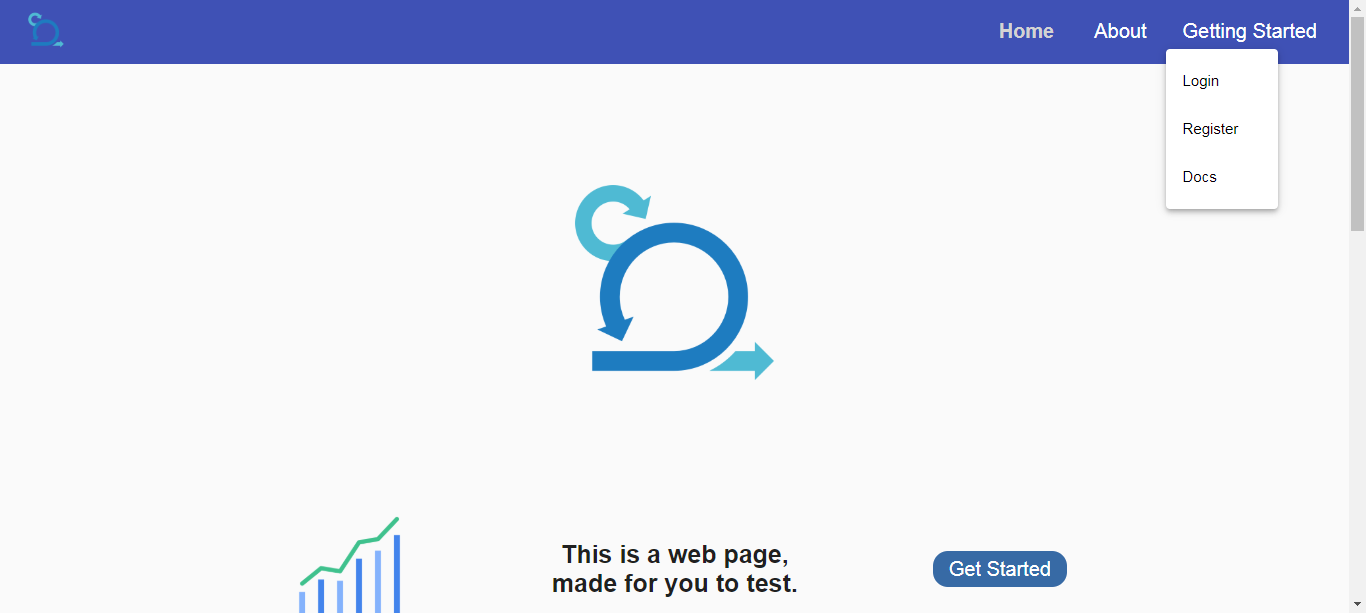 Home About Getting Started
Login
Register
Docs
This is a web page,
made for you to test.
Get Started